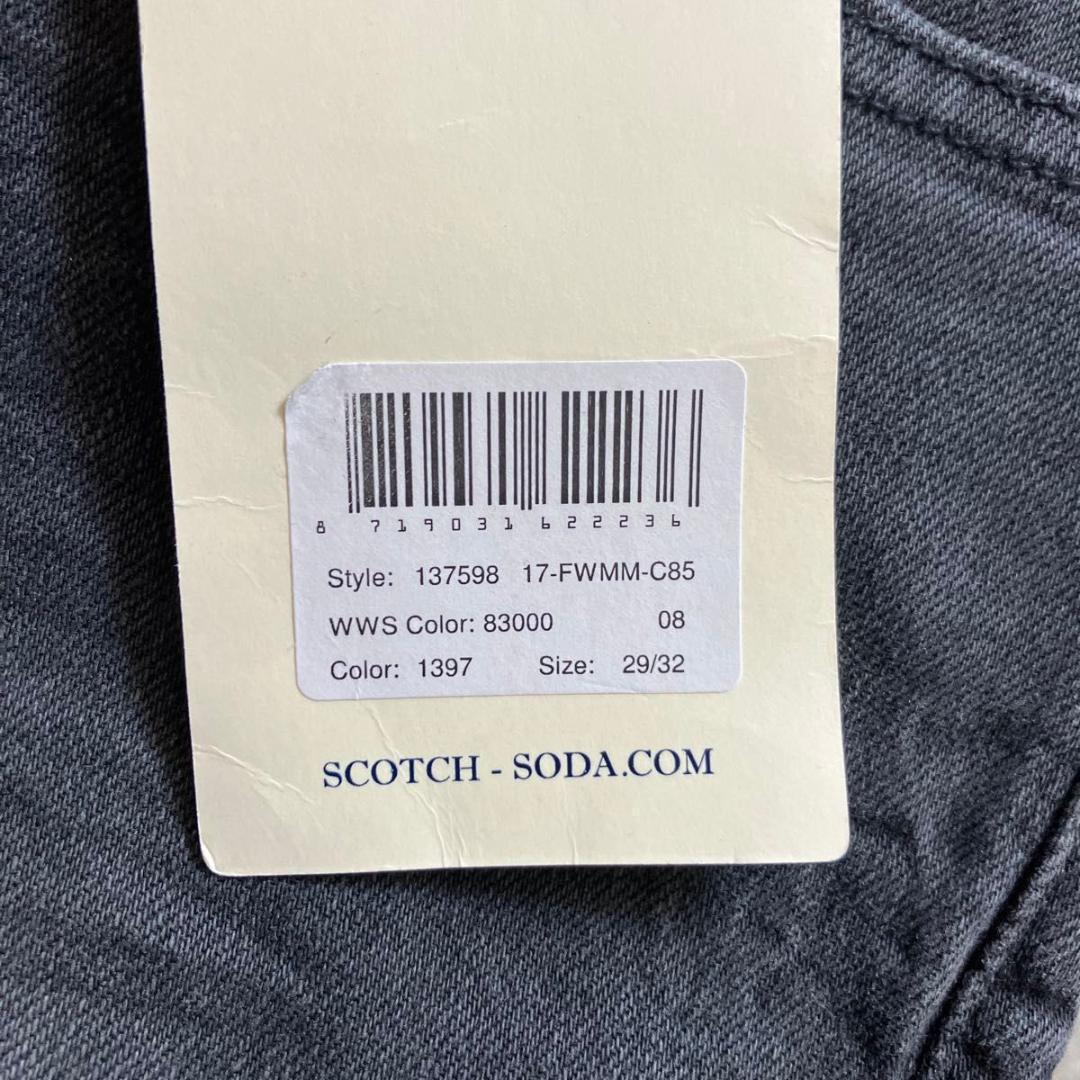 8 719031 622236
Style: 137598 17-FWMM-C85
WWS Color: 83000 08
Color: 1397 Size: 29/32
SCOTCH - SODA.COM